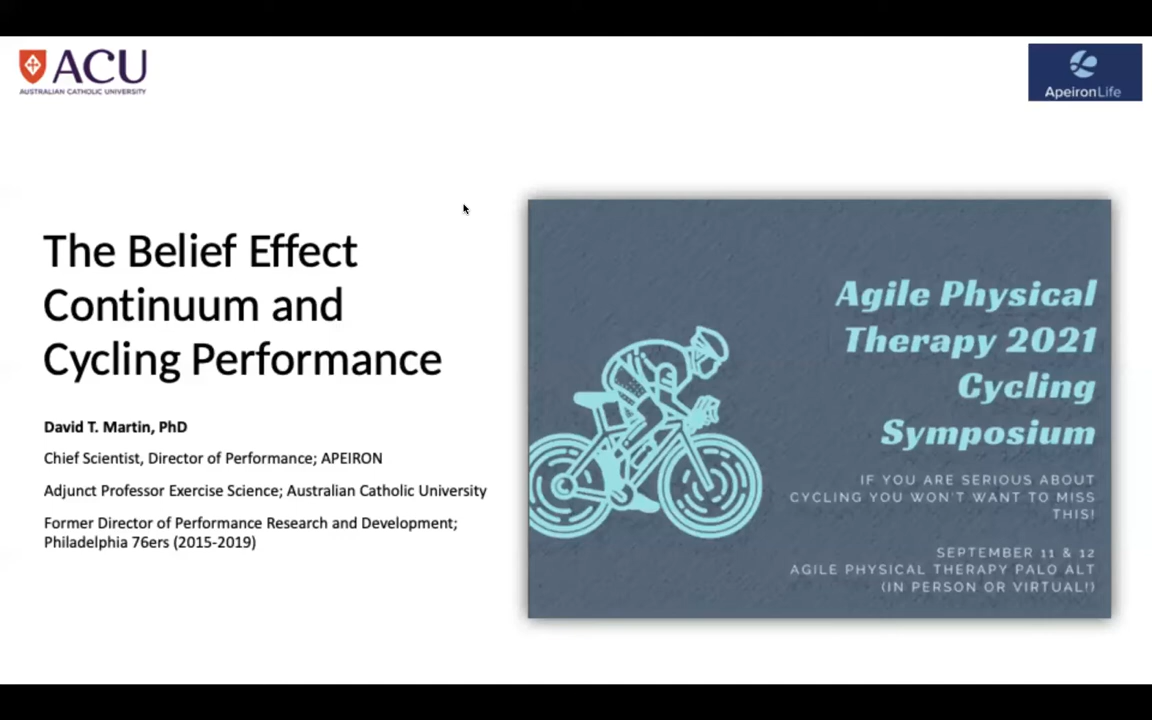 ACU
AUSTRALIAN CATHOLIC UNIVERSITY
ApeironLife
The Belief Effect
Continuum and
Cycling Performance
David T. Martin, PhD
Chief Scientist, Director of Performance; APEIRON
Adjunct Professor Exercise Science; Australian Catholic University
Former Director of Performance Research and Development;
Philadelphia 76ers (2015-2019)
Agile Physical
Therapy 2021
Cycling
Symposium
IF YOU ARE SERIOUS ABOUT
CYCLING YOU WON'T WANT TO MISS
THIS!
SEPTEMBER 11 & 12
AGILE PHYSICAL THERAPY PALO ALT
(IN PERSON OR VIRTUAL!)